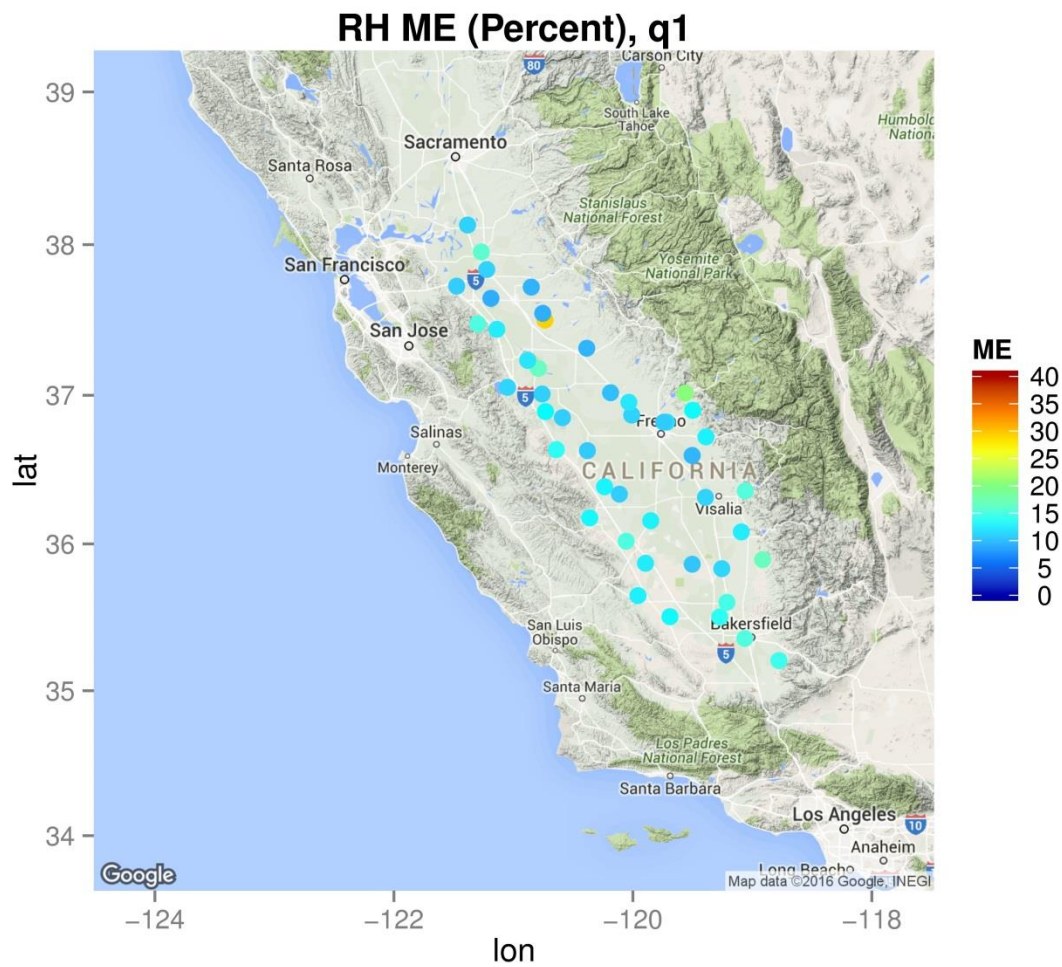 RH ME (Percent), q1
39
38
37
36
35
34
lat
−124
−122
−120
−118
lon
80
Carson City
South Lake
Tahoe
Humbol
Nation
Sacramento
Santa Rosa
Stanislaus
National Forest
San Francisco
Yosemite
National Park
5
San Jose
5
Salinas
Monterey
CALIFORNIA
Visalia
San Luis
Obispo
Bakersfield
5
Santa Maria
Los Padres
National Forest
Santa Barbara
Los Angeles
10
Anaheim
Long Beach
Google
Map data ©2016 Google, INEGI
ME
40
35
30
25
20
15
10
5
0